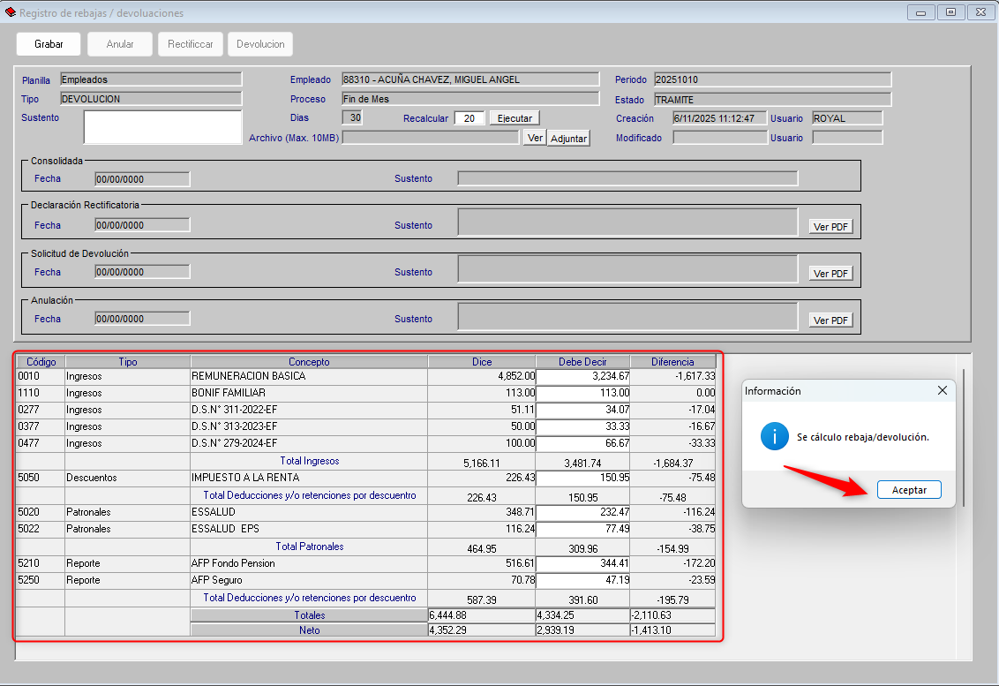 Registro de rebajas / devoluaciones
Grabar Anular Rectificcar Devolucion
Planilla Empleados Empleado 88310 - ACUÑA CHAVEZ, MIGUEL ANGEL Periodo 20251010
Tipo DEVOLUCION Proceso Fin de Mes Estado TRAMITE
Sustento Dias 30 Recalcular 20 Ejecutar Creación 6/11/2025 11:12:47 Usuario ROYAL
Archivo (Max. 10MB) Ver Adjuntar Modificado Usuario
Consolidada
Fecha 00/00/0000 Sustento
Declaración Rectificatoria
Fecha 00/00/0000 Sustento Ver PDF
Solicitud de Devolución
Fecha 00/00/0000 Sustento Ver PDF
Anulación
Fecha 00/00/0000 Sustento Ver PDF
Código Tipo Concepto Dice Debe Decir Diferencia
0010 Ingresos REMUNERACION BASICA 4,852.00 3,234.67 -1,617.33
1110 Ingresos BONIF FAMILIAR 113.00 113.00 0.00
0277 Ingresos D.S.N° 311-2022-EF 51.11 34.07 -17.04
0377 Ingresos D.S.N° 313-2023-EF 50.00 33.33 -16.67
0477 Ingresos D.S.N° 279-2024-EF 100.00 66.67 -33.33
Total Ingresos 5,166.11 3,481.74 -1,684.37
5050 Descuentos IMPUESTO A LA RENTA 226.43 150.95 -75.48
Total Deducciones y/o retenciones por descuento 226.43 150.95 -75.48
5020 Patronales ESSALUD 348.71 232.47 -116.24
5022 Patronales ESSALUD EPS 116.24 77.49 -38.75
Total Patronales 464.95 309.96 -154.99
5210 Reporte AFP Fondo Pension 516.61 344.41 -172.20
5250 Reporte AFP Seguro 70.78 47.19 -23.59
Total Deducciones y/o retenciones por descuento 587.39 391.60 -195.79
Totales 6,444.88 4,334.25 -2,110.63
Neto 4,352.29 2,939.19 -1,413.10
Información
Se cálculo rebaja/devolución.
Aceptar